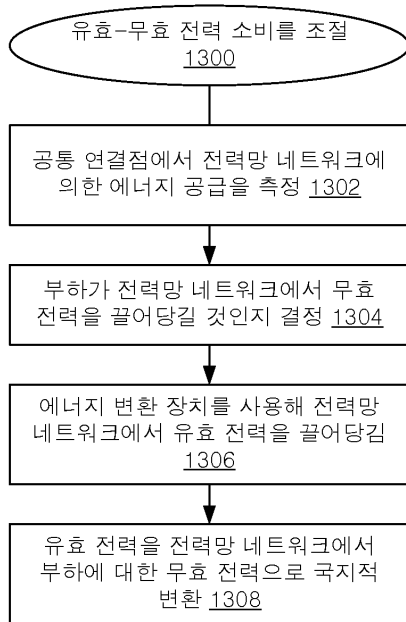 유효-무효 전력 소비를 조절
1300
공통 연결점에서 전력망 네트워크에
의한 에너지 공급을 측정 1302
부하가 전력망 네트워크에서 무효
전력을 끌어당길 것인지 결정 1304
에너지 변환 장치를 사용해 전력망
네트워크에서 유효 전력을 끌어당김
1306
유효 전력을 전력망 네트워크에서
부하에 대한 무효 전력으로 국지적
변환 1308